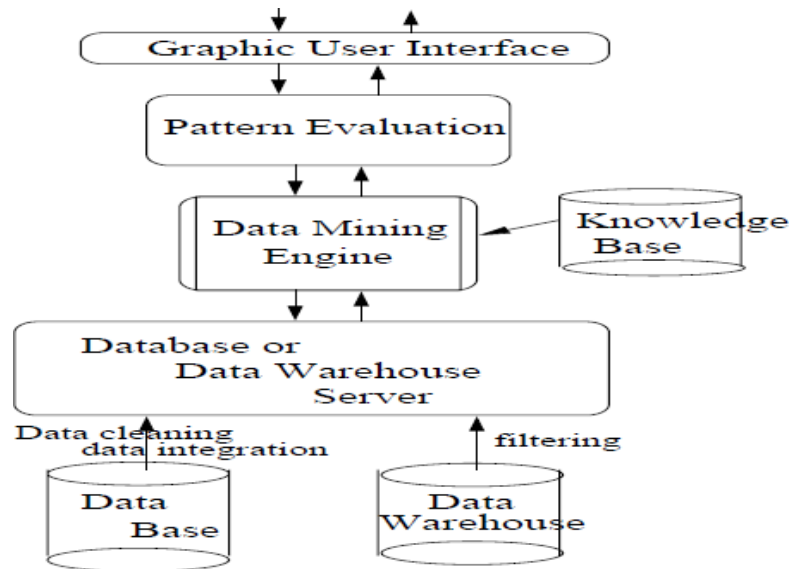 Graphic User Interface
Pattern Evaluation
Data Mining
Engine
Knowledge
Base
Database or
Data Warehouse
Server
Data cleaning
data integration
filtering
Data
Base
Data
Warehouse